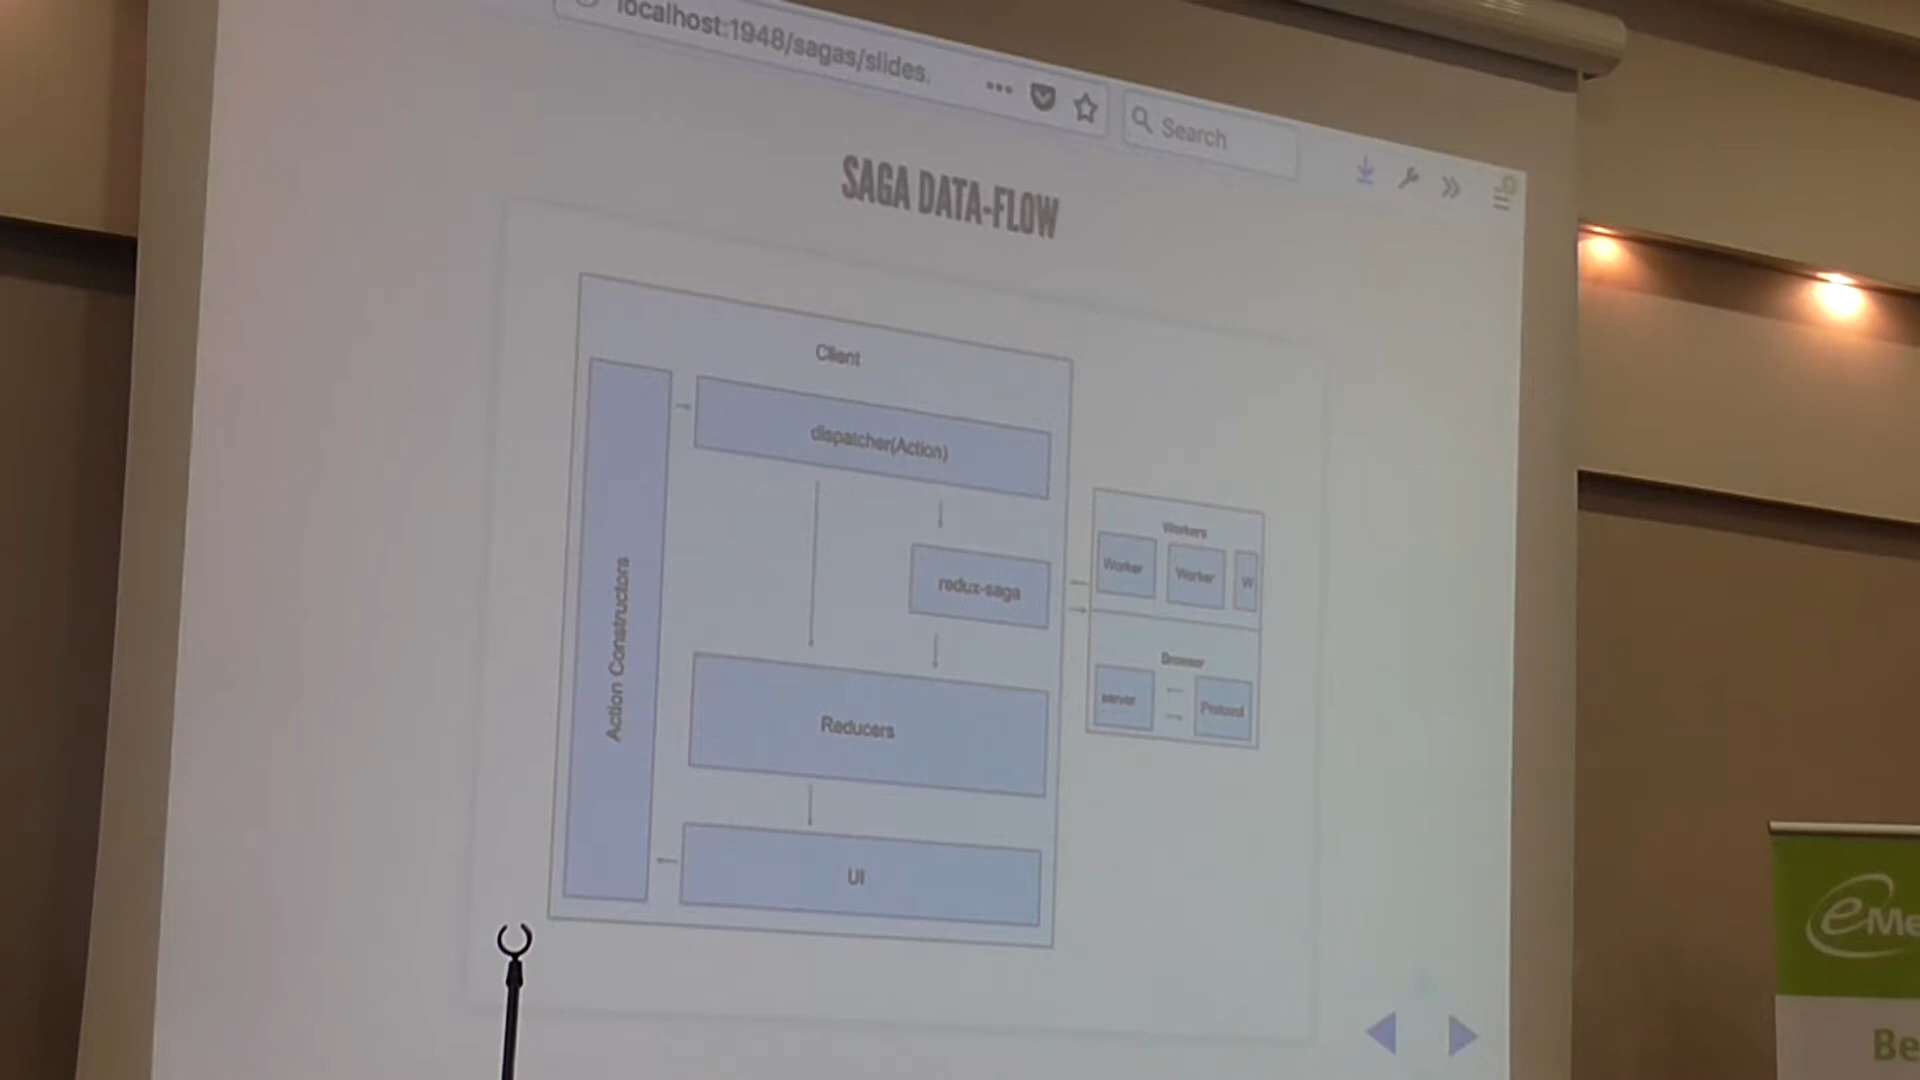 localhost:1948/sagas/slides.
Search
SAGA DATA-FLOW
Client
dispatcher(Action)
Action Constructors
redux-saga
Workers
Worker
Worker
W
Browser
server
Protocol
Reducers
UI
eMe
Be